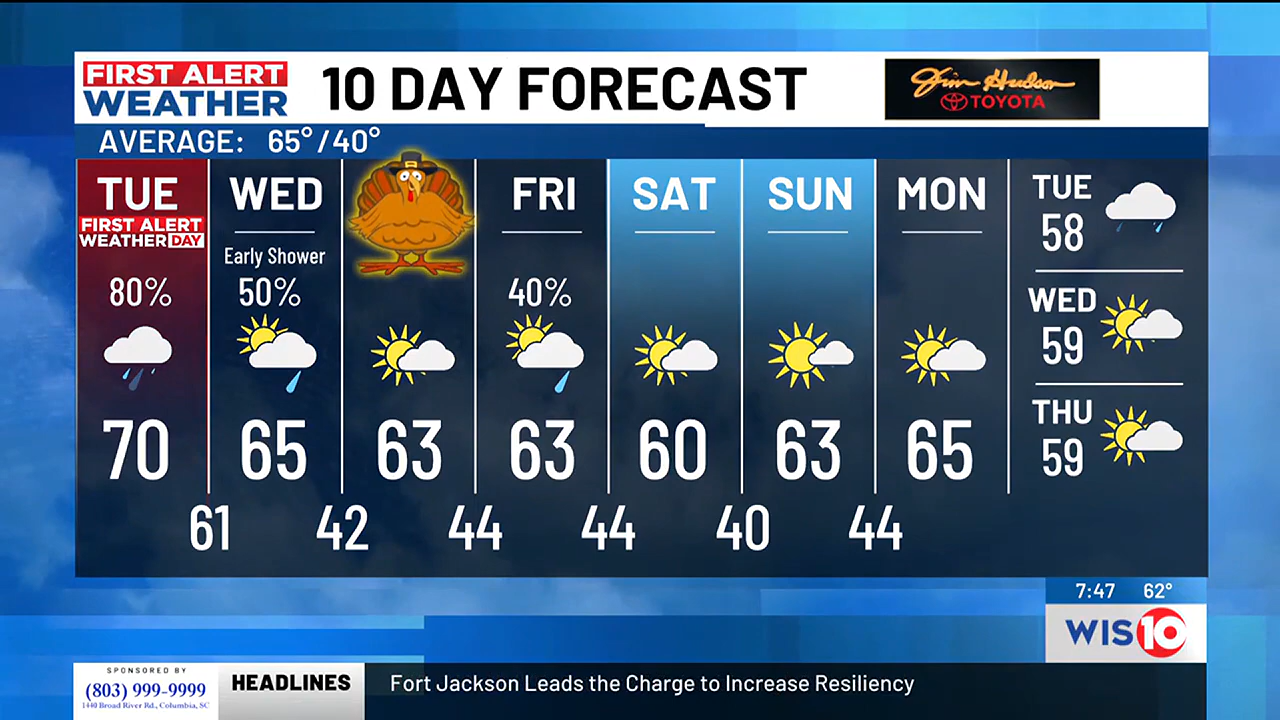 FIRST ALERT
WEATHER
10 DAY FORECAST
Jim Hudson
TOYOTA
AVERAGE: 65°/40°
TUE
FIRST ALERT
WEATHER DAY
80%
70
WED
Early Shower
50%
65
63
FRI
40%
63
SAT
60
SUN
63
MON
65
TUE
58
WED
59
THU
59
61 42 44 44 40 44
7:47 62°
WIS10
SPONSORED BY
(803) 999-9999
1440 Broad River Rd., Columbia, SC
HEADLINES
Fort Jackson Leads the Charge to Increase Resiliency